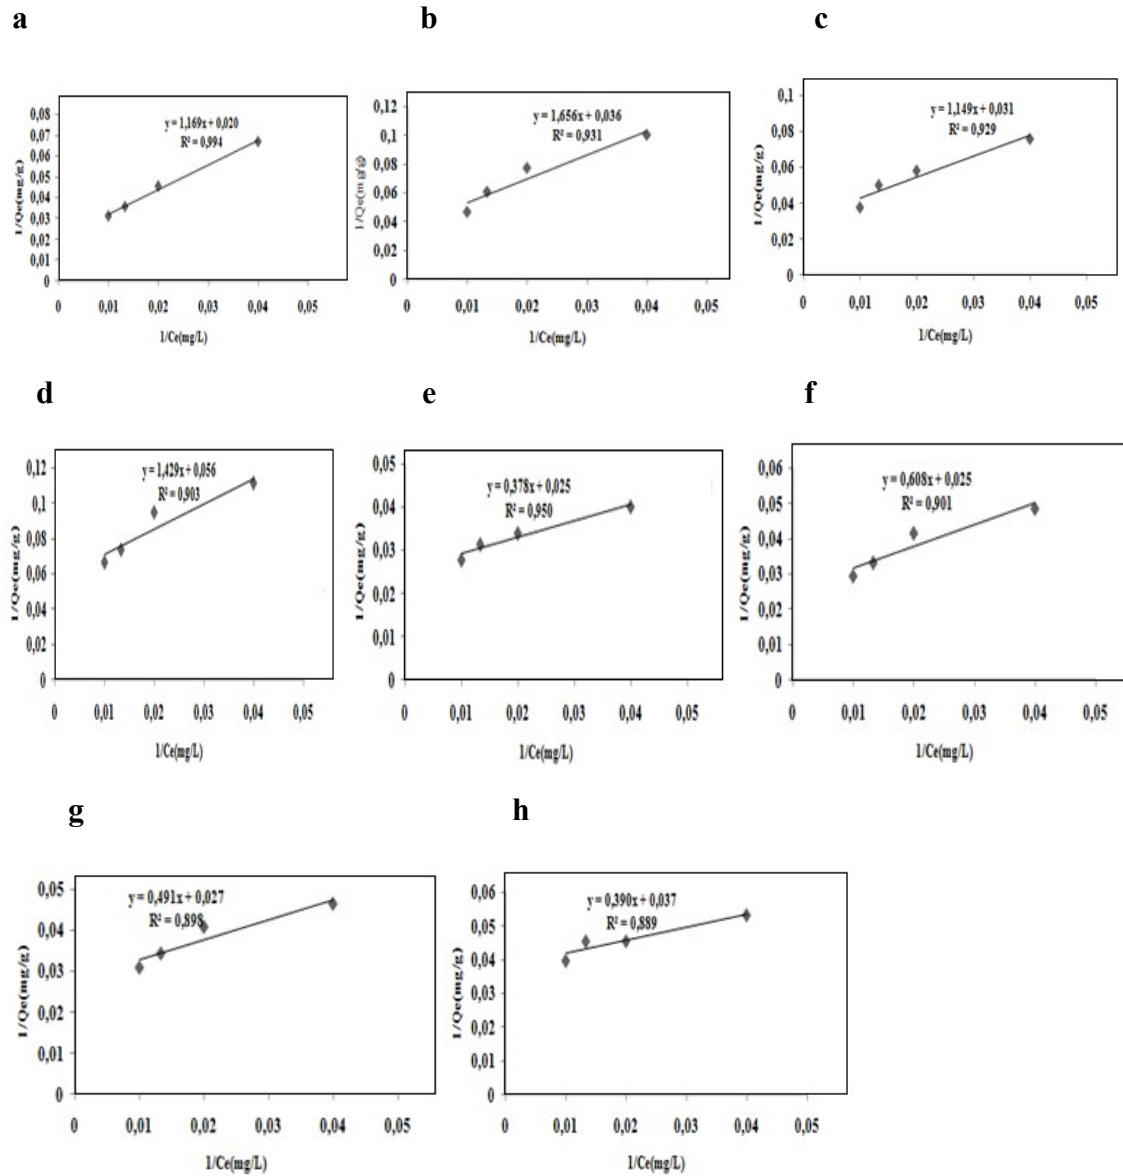 a
b
c
y = 1,169x + 0,020
R² = 0,994
0,08
0,07
0,06
0,05
0,04
0,03
0,02
0,01
0
1/Qe(mg/g)
0 0,01 0,02 0,03 0,04 0,05
1/Ce(mg/L)
y = 1,656x + 0,036
R² = 0,931
0,12
0,1
0,08
0,06
0,04
0,02
0
1/Qe(mg/g)
0 0,01 0,02 0,03 0,04 0,05
1/Ce(mg/L)
y = 1,149x + 0,031
R² = 0,929
0,1
0,08
0,06
0,04
0,02
0
1/Qe(mg/g)
0 0,01 0,02 0,03 0,04 0,05
1/Ce(mg/L)
d
e
f
y = 1,429x + 0,056
R² = 0,903
0,12
0,1
0,08
0,06
0,04
0,02
0
1/Qe(mg/g)
0 0,01 0,02 0,03 0,04 0,05
1/Ce(mg/L)
y = 0,378x + 0,025
R² = 0,950
0,05
0,04
0,03
0,02
0,01
0
1/Qe(mg/g)
0 0,01 0,02 0,03 0,04 0,05
1/Ce(mg/L)
y = 0,608x + 0,025
R² = 0,901
0,06
0,05
0,04
0,03
0,02
0,01
0
1/Qe(mg/g)
0 0,01 0,02 0,03 0,04 0,05
1/Ce(mg/L)
g
h
y = 0,491x + 0,027
R² = 0,898
0,05
0,04
0,03
0,02
0,01
0
1/Qe(mg/g)
0 0,01 0,02 0,03 0,04 0,05
1/Ce(mg/L)
y = 0,390x + 0,037
R² = 0,889
0,06
0,05
0,04
0,03
0,02
0,01
0
1/Qe(mg/g)
0 0,01 0,02 0,03 0,04 0,05
1/Ce(mg/L)